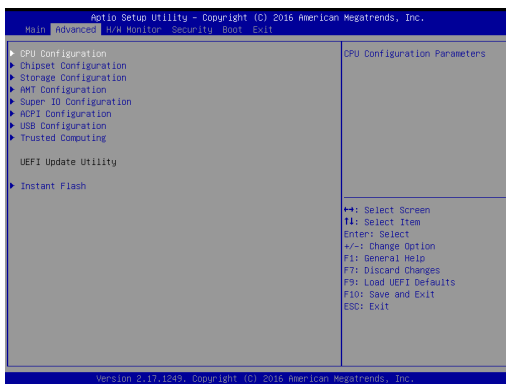 Aptio Setup Utility – Copyright (C) 2016 American Megatrends, Inc.
Main Advanced H/W Monitor Security Boot Exit
CPU Configuration
Chipset Configuration
Storage Configuration
AMT Configuration
Super IO Configuration
ACPI Configuration
USB Configuration
Trusted Computing
UEFI Update Utility
Instant Flash
CPU Configuration Parameters
↔: Select Screen
↑↓: Select Item
Enter: Select
+/-: Change Option
F1: General Help
F7: Discard Changes
F9: Load UEFI Defaults
F10: Save and Exit
ESC: Exit
Version 2.17.1249. Copyright (C) 2016 American Megatrends, Inc.